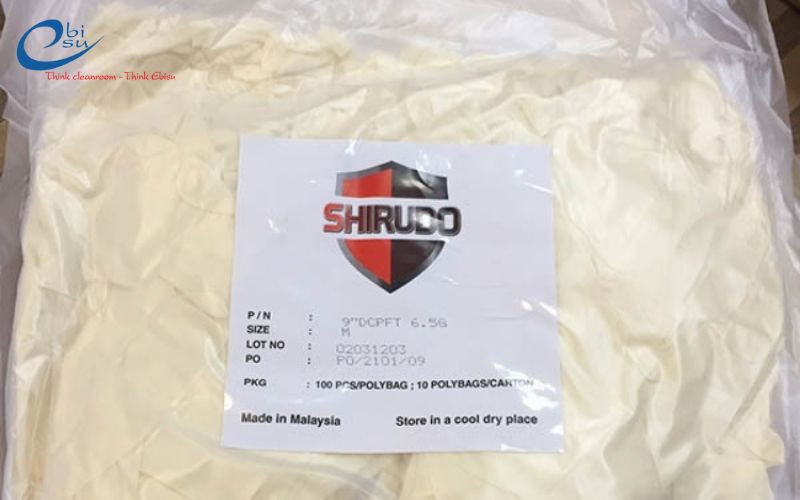 ebisu
Think cleanroom - Think Ebisu
SHIRUDO
P / N : 9"DCPFT 6.5G
SIZE : M
LOT NO : 02031203
PO : PO/2101/09
PKG : 100 PCS/POLYBAG ; 10 POLYBAGS/CARTON
Made in Malaysia Store in a cool dry place